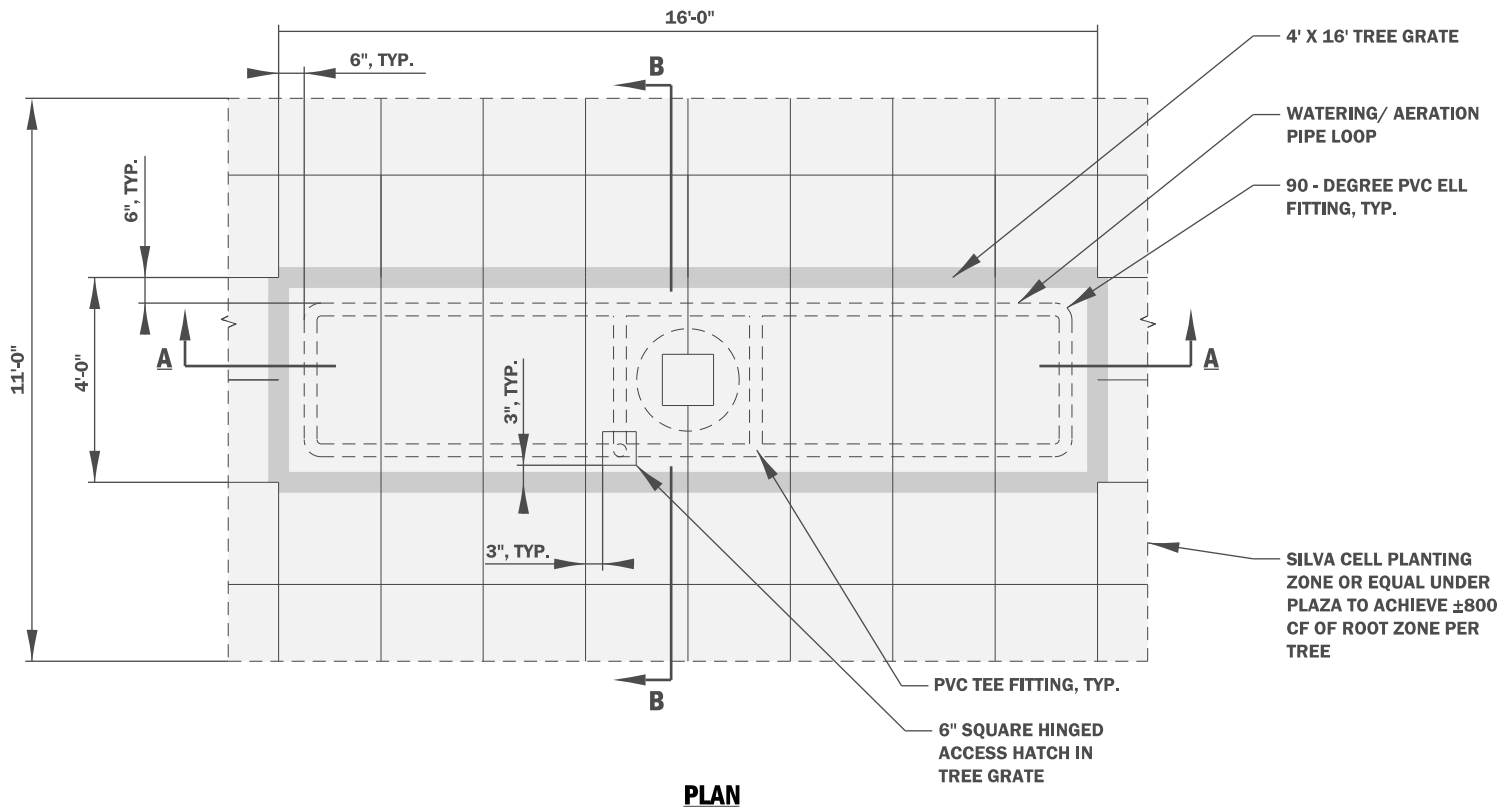 16'-0"
4' X 16' TREE GRATE
6", TYP.
B
WATERING/ AERATION
PIPE LOOP
6", TYP.
90 - DEGREE PVC ELL
FITTING, TYP.
11'-0"
4'-0"
A
A
3", TYP.
3", TYP.
SILVA CELL PLANTING
ZONE OR EQUAL UNDER
PLAZA TO ACHIEVE ±800
CF OF ROOT ZONE PER
TREE
PVC TEE FITTING, TYP.
B
6" SQUARE HINGED
ACCESS HATCH IN
TREE GRATE
PLAN